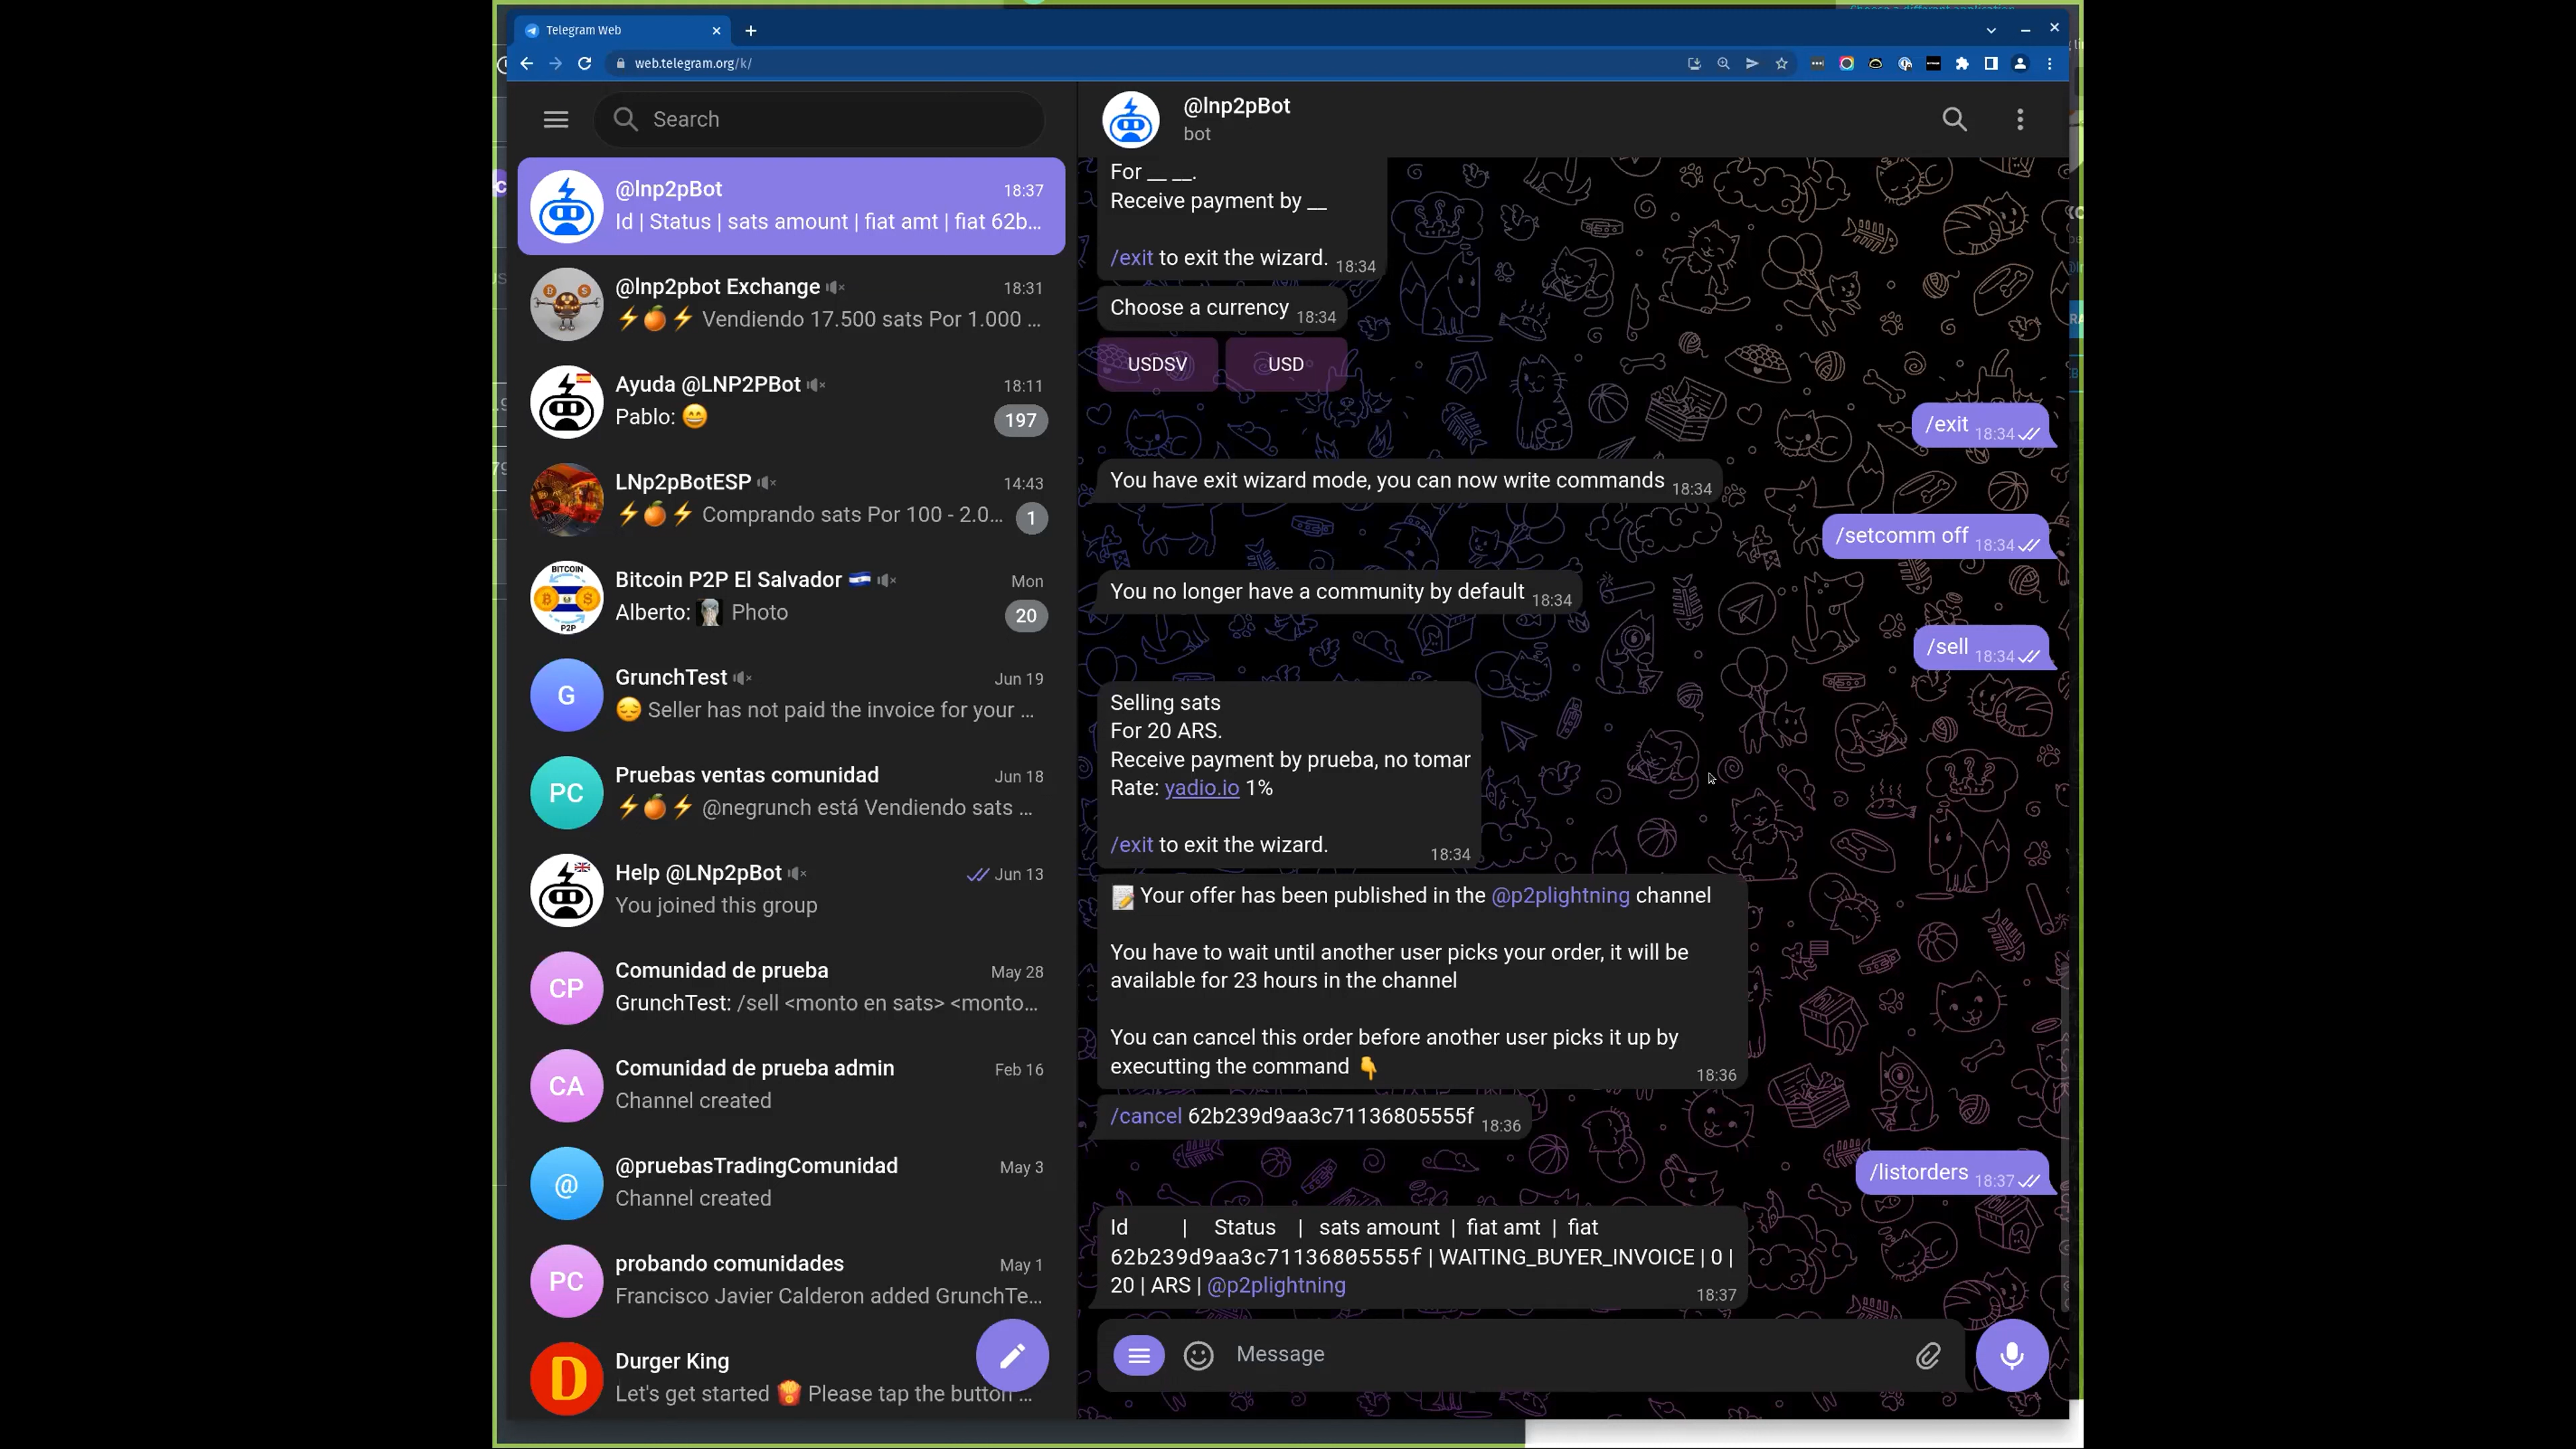 Telegram Web
web.telegram.org/k/
Search
@lnp2pBot
18:37
Id | Status | sats amount | fiat amt | fiat 62b...
@lnp2pbot Exchange
18:31
⚡🍊⚡ Vendiendo 17.500 sats Por 1.000 ...
Ayuda @LNP2PBot
18:11
Pablo: 😄
197
LNp2pBotESP
14:43
⚡🍊⚡ Comprando sats Por 100 - 2.0...
1
BITCOIN
P2P
Bitcoin P2P El Salvador 🇸🇻
Mon
Alberto: Photo
20
G
GrunchTest
Jun 19
😔 Seller has not paid the invoice for your ...
PC
Pruebas ventas comunidad
Jun 18
⚡🍊⚡ @negrunch está Vendiendo sats ...
Help @LNp2pBot
Jun 13
You joined this group
CP
Comunidad de prueba
May 28
GrunchTest: /sell <monto en sats> <monto...
CA
Comunidad de prueba admin
Feb 16
Channel created
@
@pruebasTradingComunidad
May 3
Channel created
PC
probando comunidades
May 1
Francisco Javier Calderon added GrunchTe...
D
Durger King
Let's get started 🍟 Please tap the button ...
@lnp2pBot
bot
For __ __.
Receive payment by __
/exit to exit the wizard. 18:34
Choose a currency 18:34
USDSV
USD
/exit 18:34
You have exit wizard mode, you can now write commands 18:34
/setcomm off 18:34
You no longer have a community by default 18:34
/sell 18:34
Selling sats
For 20 ARS.
Receive payment by prueba, no tomar
Rate: yadio.io 1%
/exit to exit the wizard. 18:34
📝 Your offer has been published in the @p2plightning channel
You have to wait until another user picks your order, it will be
available for 23 hours in the channel
You can cancel this order before another user picks it up by
executting the command 👇 18:36
/cancel 62b239d9aa3c71136805555f 18:36
/listorders 18:37
Id | Status | sats amount | fiat amt | fiat
62b239d9aa3c71136805555f | WAITING_BUYER_INVOICE | 0 |
20 | ARS | @p2plightning 18:37
Message